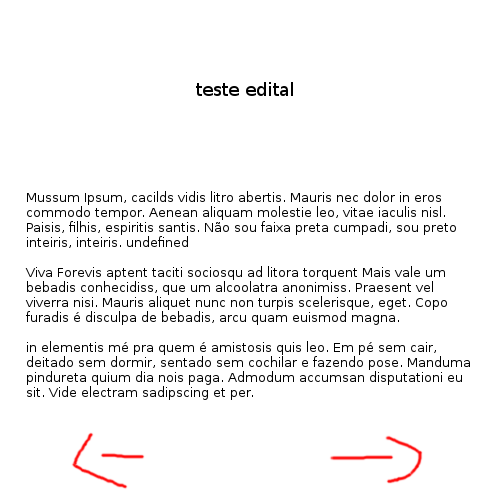 teste edital
Mussum Ipsum, cacilds vidis litro abertis. Mauris nec dolor in eros
commodo tempor. Aenean aliquam molestie leo, vitae iaculis nisl.
Paisis, filhis, espiritis santis. Não sou faixa preta cumpadi, sou preto
inteiris, inteiris. undefined
Viva Forevis aptent taciti sociosqu ad litora torquent Mais vale um
bebadis conhecidiss, que um alcoolatra anonimiss. Praesent vel
viverra nisi. Mauris aliquet nunc non turpis scelerisque, eget. Copo
furadis é disculpa de bebadis, arcu quam euismod magna.
in elementis mé pra quem é amistosis quis leo. Em pé sem cair,
deitado sem dormir, sentado sem cochilar e fazendo pose. Manduma
pindureta quium dia nois paga. Admodum accumsan disputationi eu
sit. Vide electram sadipscing et per.